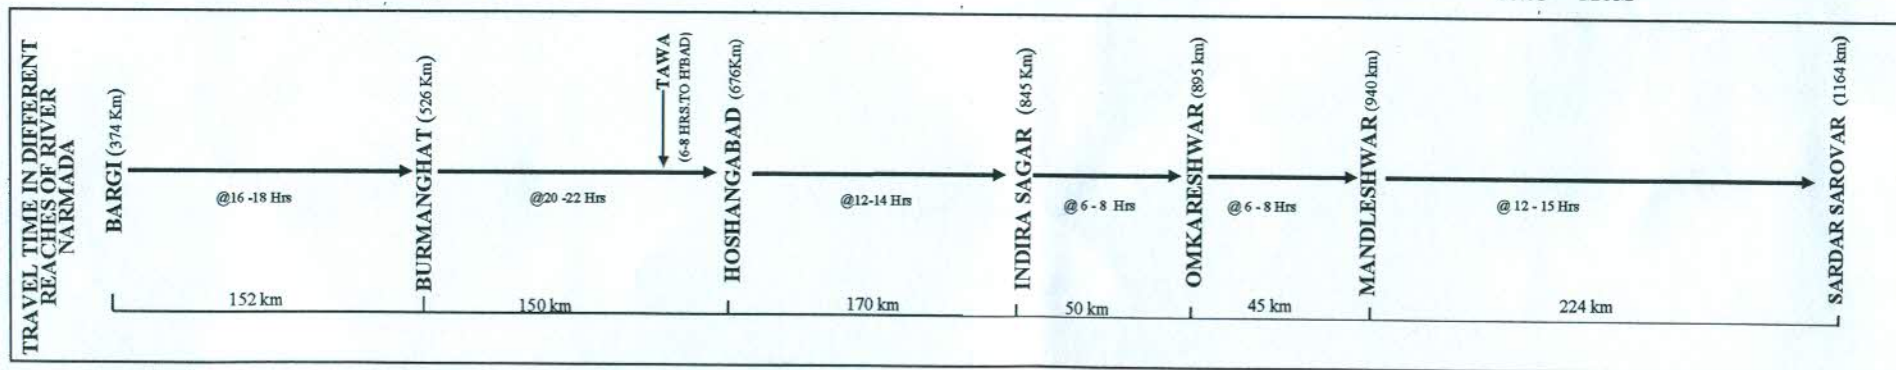 TRAVEL TIME IN DIFFERENT
REACHES OF RIVER
NARMADA
BARGI (374 Km)
@16 -18 Hrs
BURMANGHAT (526 Km)
@20 -22 Hrs
TAWA
(6-8 HRS.TO H'BAD)
HOSHANGABAD (676Km)
@12-14 Hrs
INDIRA SAGAR (845 Km)
@ 6 - 8 Hrs
OMKARESHWAR (895 km)
@ 6 - 8 Hrs
MANDLESHWAR (940 km)
@ 12 - 15 Hrs
SARDAR SAROVAR (1164 km)
152 km
150 km
170 km
50 km
45 km
224 km